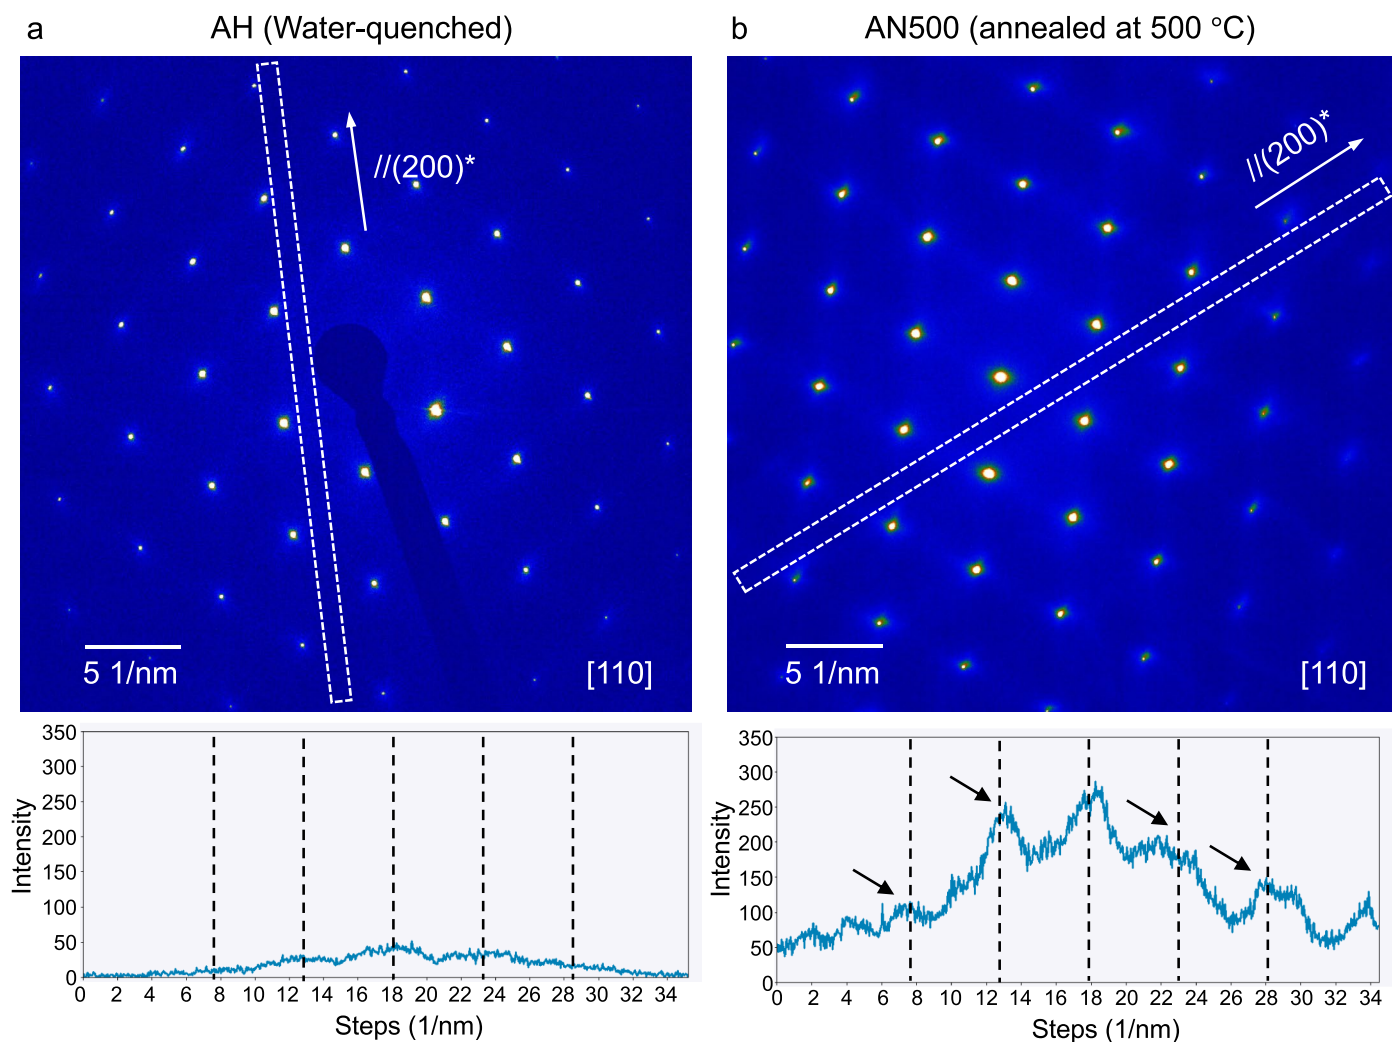 a
AH (Water-quenched)
b
AN500 (annealed at 500 °C)
//(200)*
5 1/nm
[110]
//(200)*
5 1/nm
[110]
350
300
250
200
150
100
50
0
Intensity
0 2 4 6 8 10 12 14 16 18 20 22 24 26 28 30 32 34
Steps (1/nm)
350
300
250
200
150
100
50
0
Intensity
0 2 4 6 8 10 12 14 16 18 20 22 24 26 28 30 32 34
Steps (1/nm)